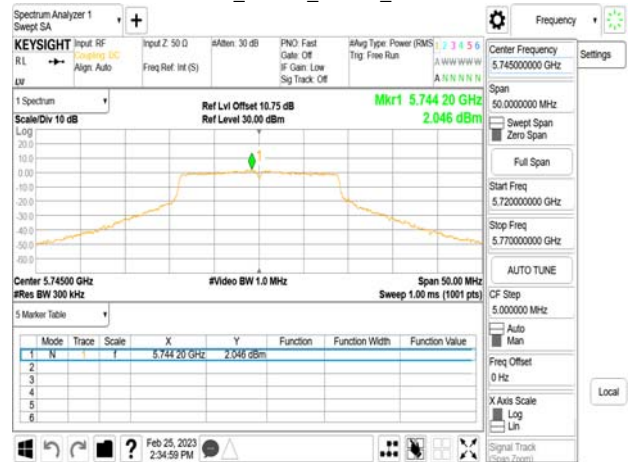 Spectrum Analyzer 1
Swept SA
Frequency
KEYSIGHT
Input: RF
Input Z: 50 Ω
#Atten: 30 dB
PNO: Fast
#Avg Type: Power (RMS
1 2 3 4 5 6
RL
Coupling: DC
Gate: Off
Trig: Free Run
A WW WW W
Align: Auto
Freq Ref: Int (S)
IF Gain: Low
Sig Track: Off
A N N N N N
Center Frequency
5.745000000 GHz
Settings
1 Spectrum
Ref Lvl Offset 10.75 dB
Mkr1 5.744 20 GHz
Scale/Div 10 dB
Ref Level 30.00 dBm
2.046 dBm
Log
20.0
10.0
0.00
-10.0
-20.0
-30.0
-40.0
-50.0
-60.0
1
Center 5.74500 GHz
#Video BW 1.0 MHz
Span 50.00 MHz
#Res BW 300 kHz
Sweep 1.00 ms (1001 pts)
Span
50.0000000 MHz
Swept Span
Zero Span
Full Span
Start Freq
5.720000000 GHz
Stop Freq
5.770000000 GHz
AUTO TUNE
CF Step
5.000000 MHz
Auto
Man
Freq Offset
0 Hz
X Axis Scale
Log
Lin
Local
Signal Track
(Span Zoom)
5 Marker Table
Mode Trace Scale X Y Function Function Width Function Value
1 N 1 f 5.744 20 GHz 2.046 dBm
2
3
4
5
6
Feb 25, 2023
2:34:59 PM